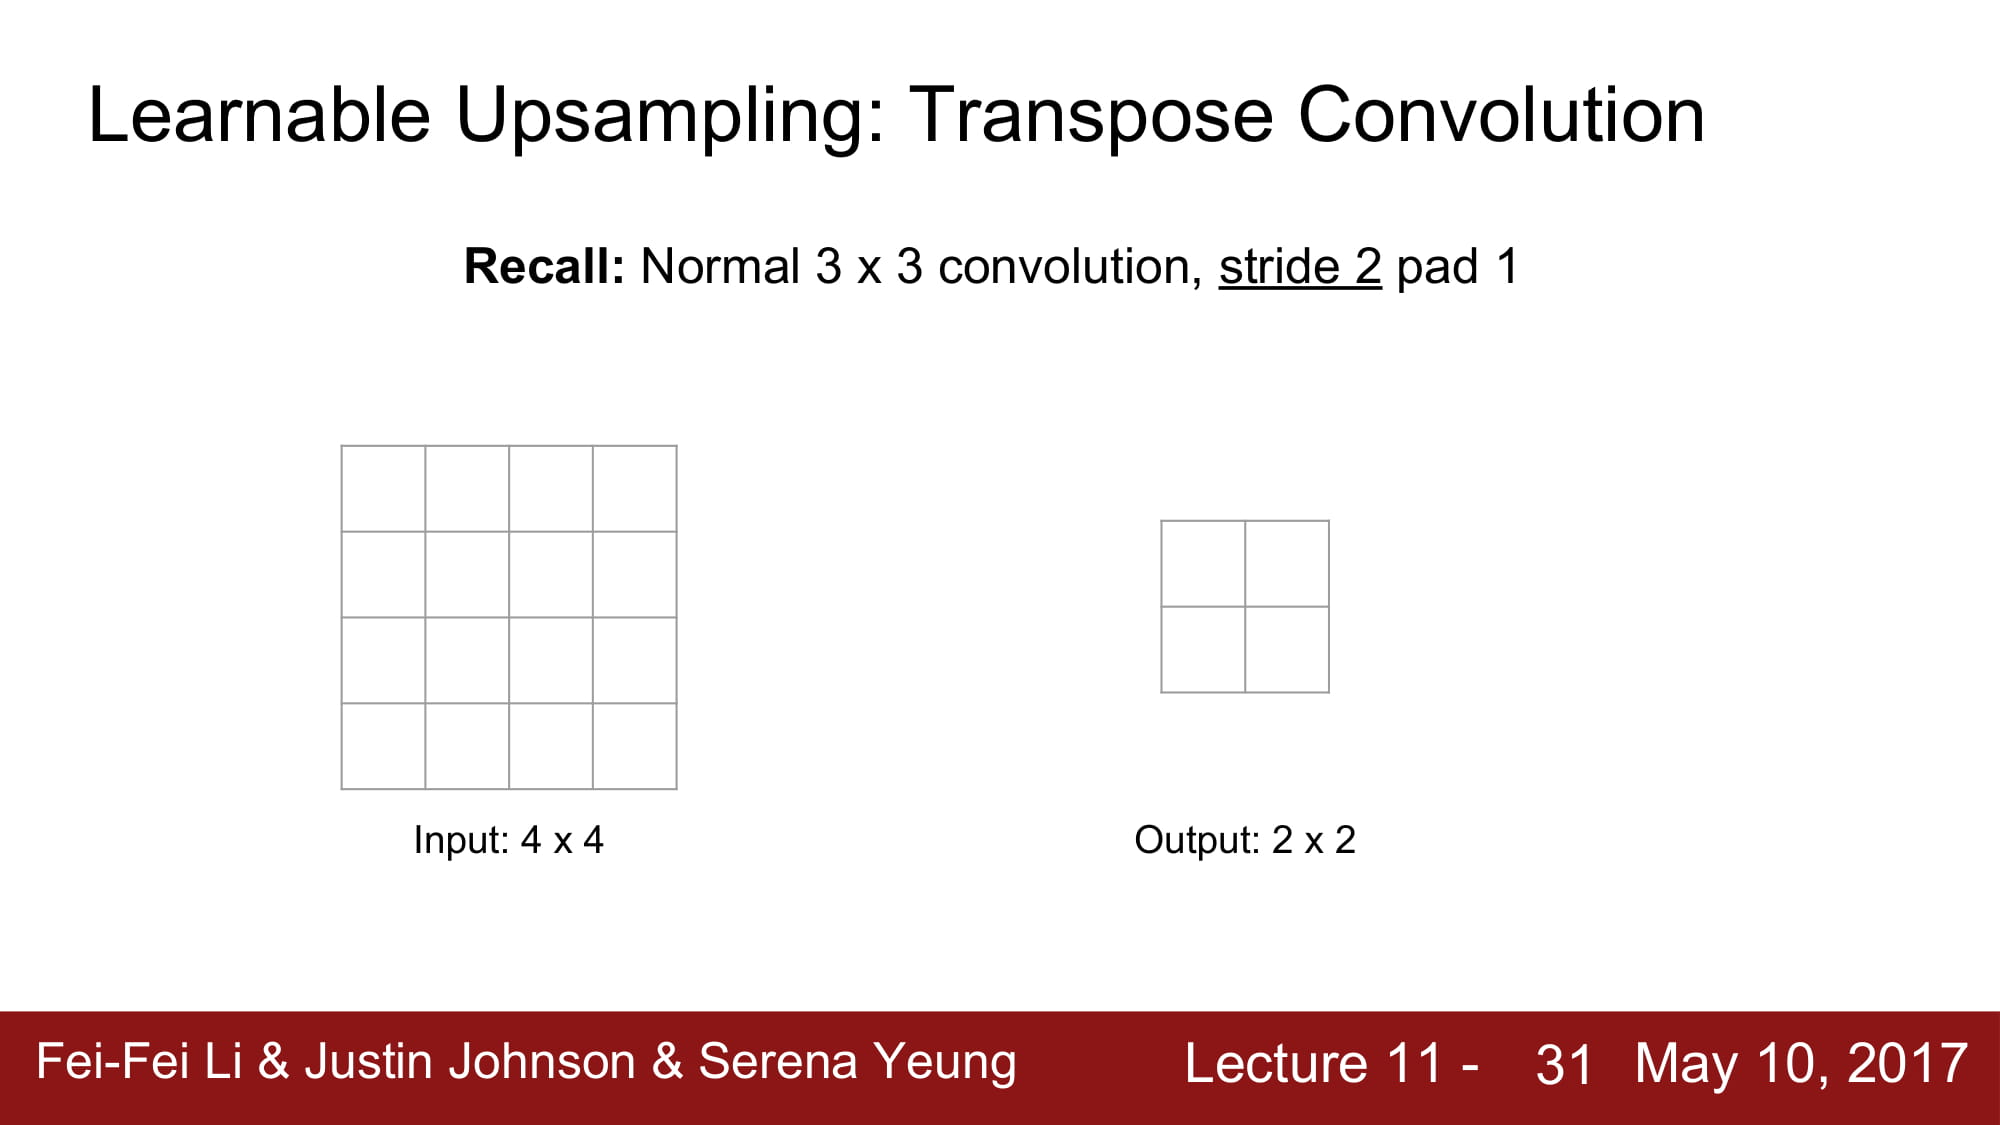 Learnable Upsampling: Transpose Convolution
Recall: Normal 3 x 3 convolution, stride 2 pad 1
Input: 4 x 4
Output: 2 x 2
Fei-Fei Li & Justin Johnson & Serena Yeung
Lecture 11 - 31 May 10, 2017